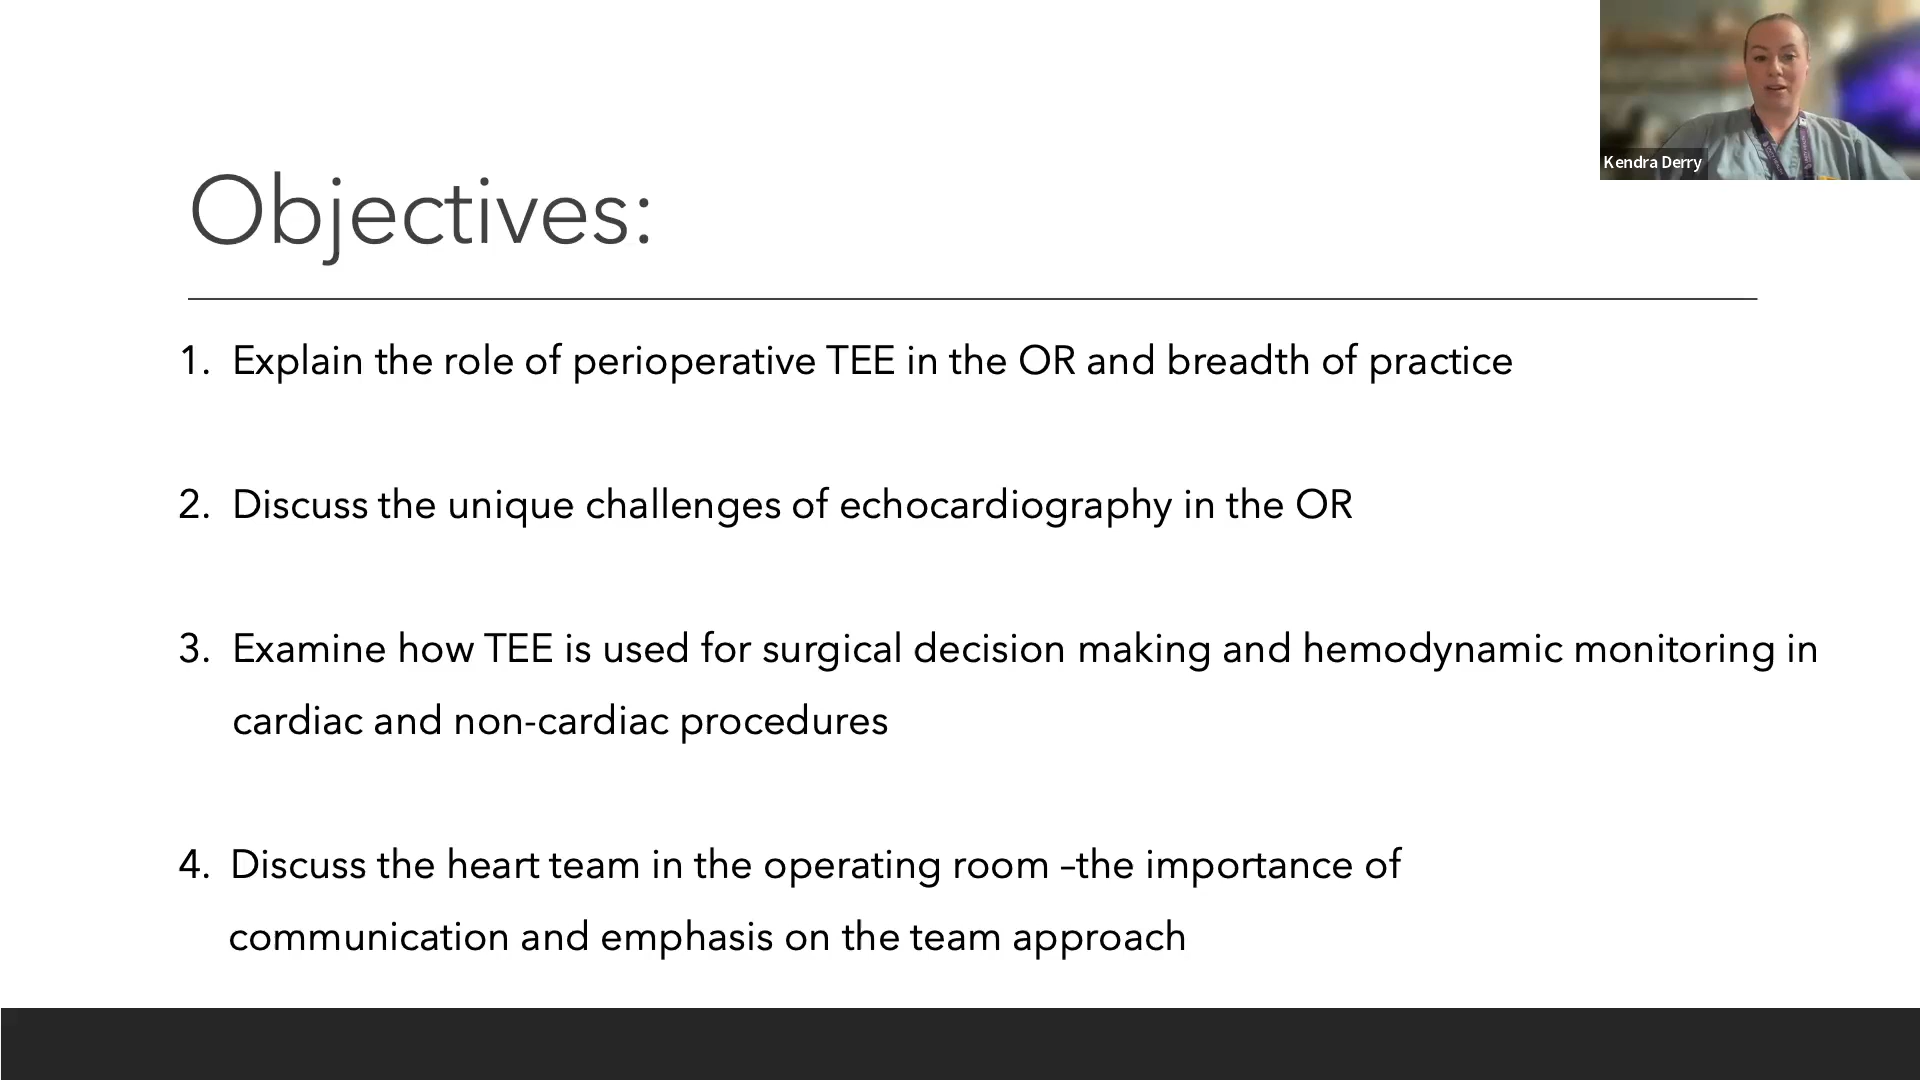 Kendra Derry
Objectives:
1. Explain the role of perioperative TEE in the OR and breadth of practice
2. Discuss the unique challenges of echocardiography in the OR
3. Examine how TEE is used for surgical decision making and hemodynamic monitoring in
cardiac and non-cardiac procedures
4. Discuss the heart team in the operating room –the importance of
communication and emphasis on the team approach